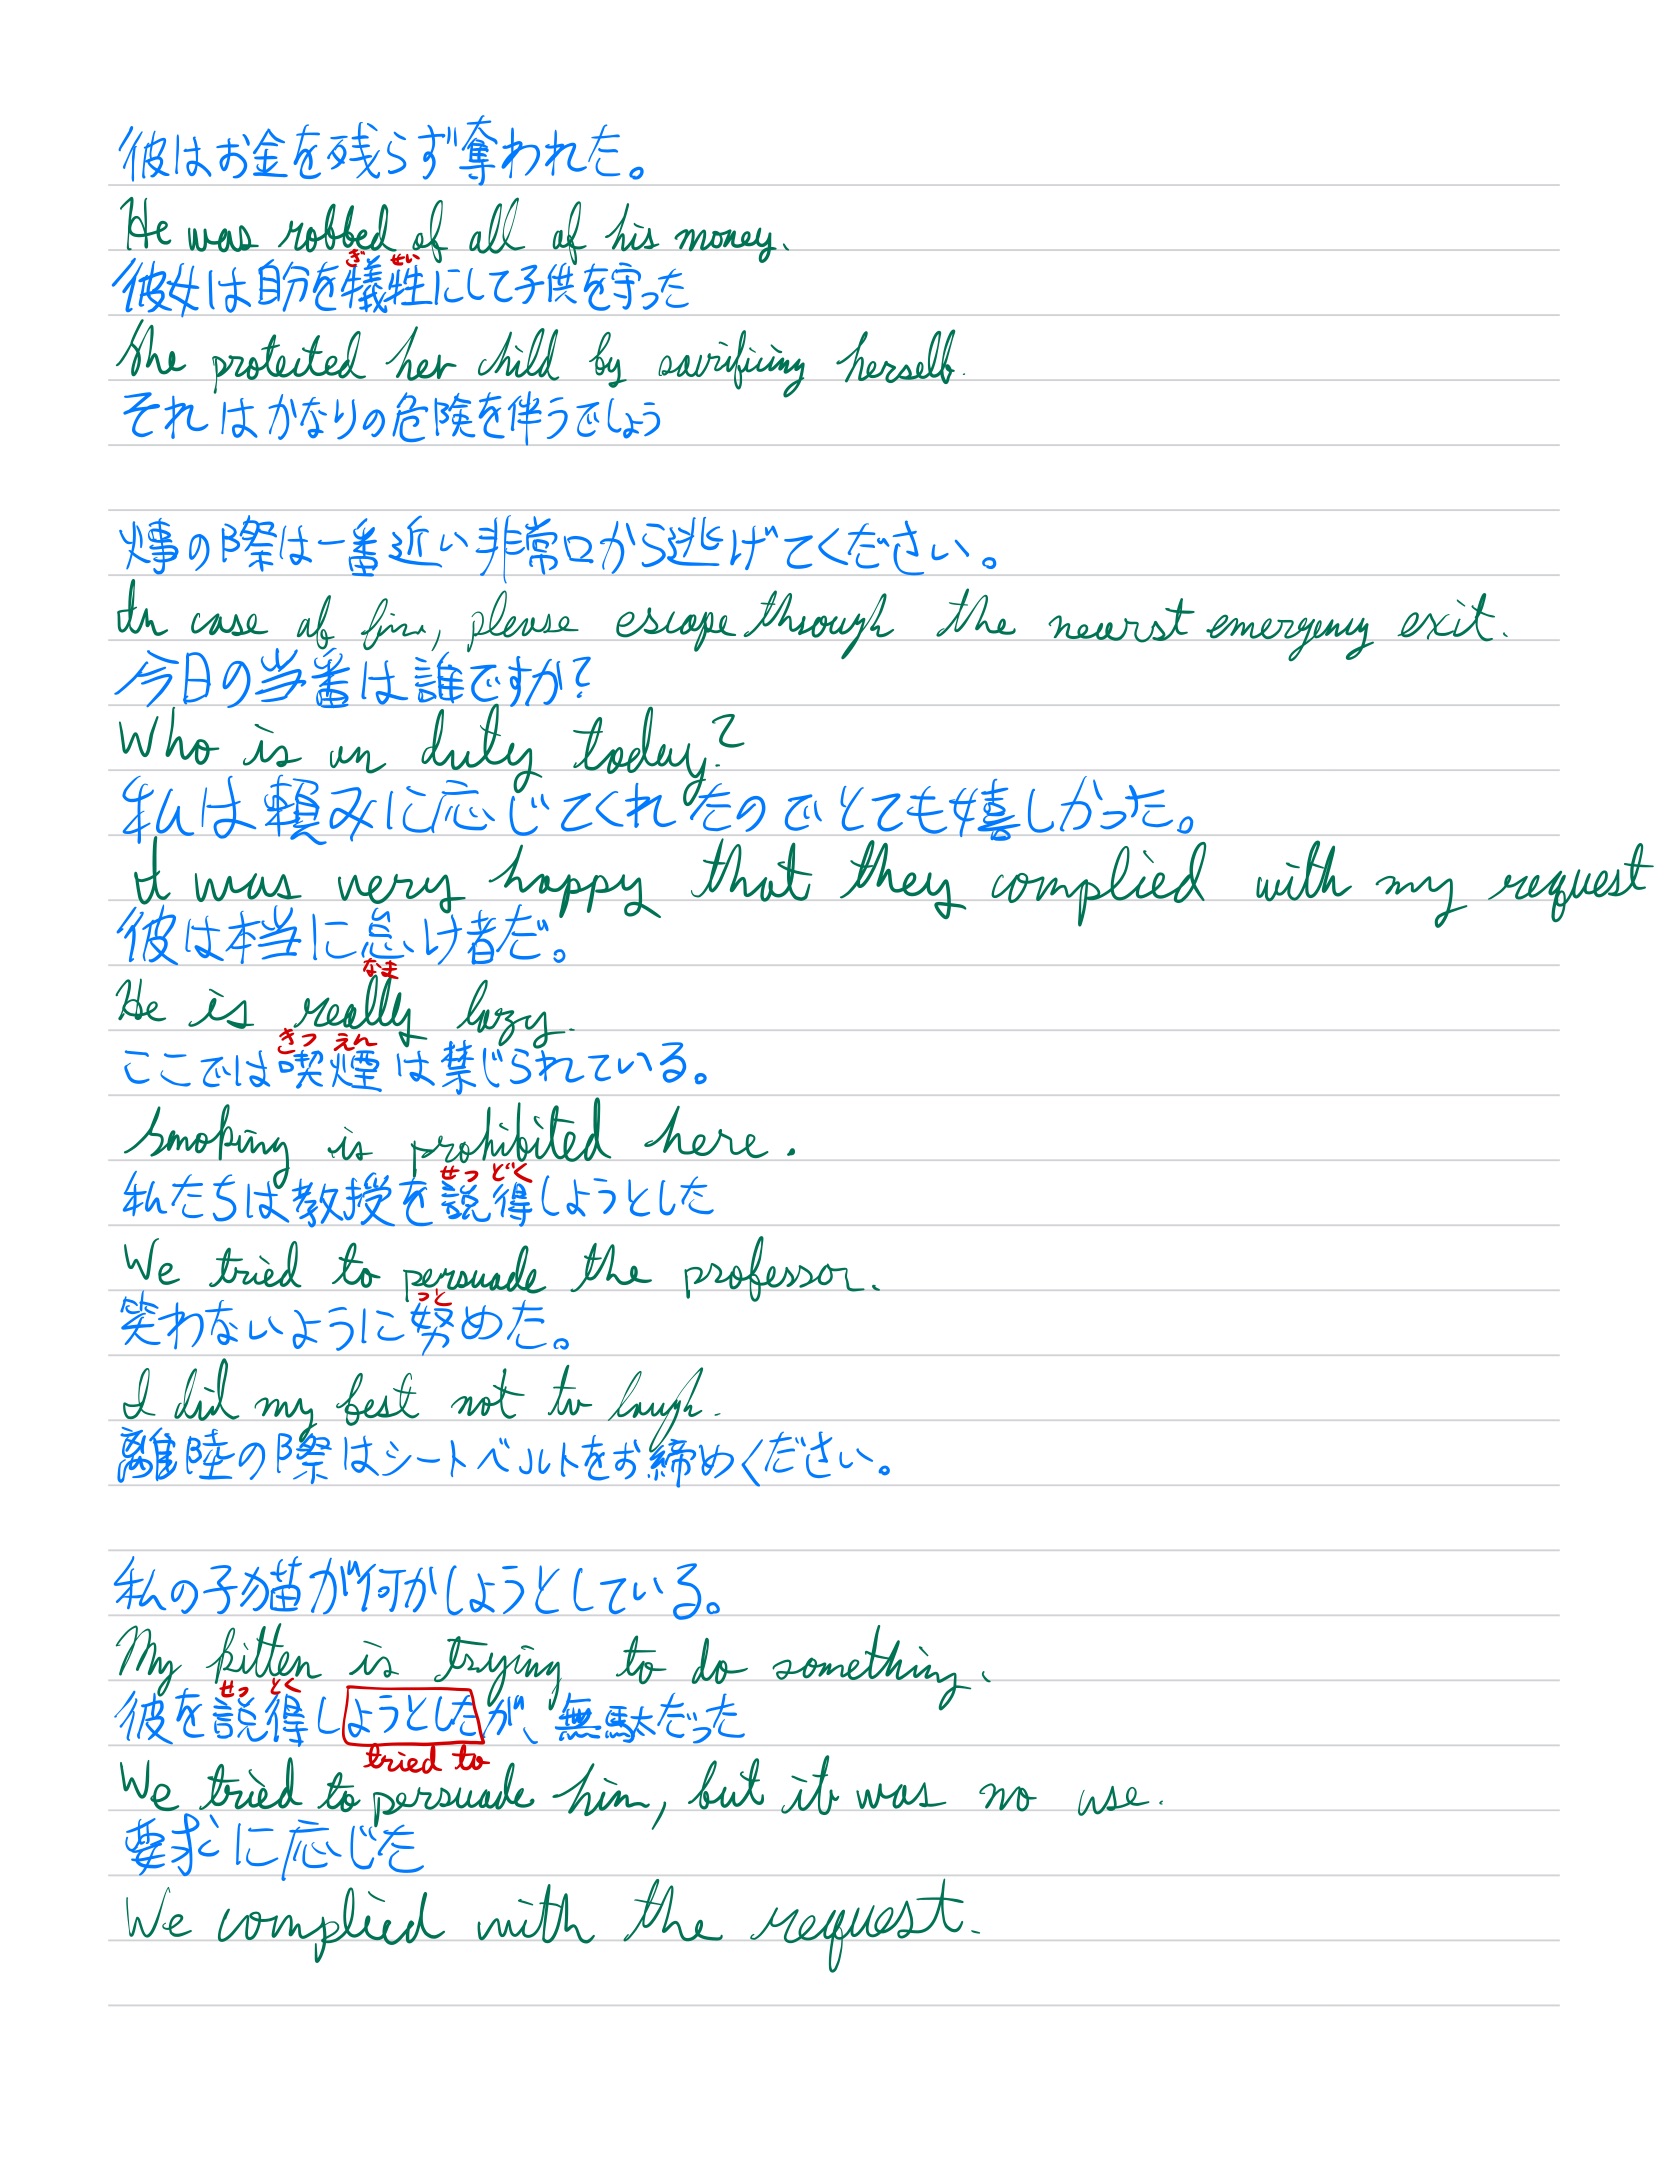 彼はお金を残らず奪われた。
He was robbed of all of his money.
ぎ せい
彼女は自分を犠牲にして子供を守った
She protected her child by sacrificing herself.
それはかなりの危険を伴うでしょう
の際は一番近い非常口から逃げてください。
In case of fire, please escape through the nearest emergency exit.
今日の当番は誰ですか?
Who is on duty today?
私は頼みに応じてくれたのでとても嬉しかった。
I was very happy that they complied with my request
彼は本当に怠け者だ。
なま
He is really lazy.
きつ えん
ここでは喫煙は禁じられている。
Smoking is prohibited here.
せつ どく
私たちは教授を説得しようとした
We tried to persuade the professor.
つと
笑わないように努めた。
I did my best not to laugh.
離陸の際はシートベルトをお締めください。
私の子猫が何かしようとしている。
My kitten is trying to do something.
せっ とく
彼を説得しようとしたが、無駄だった
tried to
We tried to persuade him, but it was no use.
要求に応じた
We complied with the request.